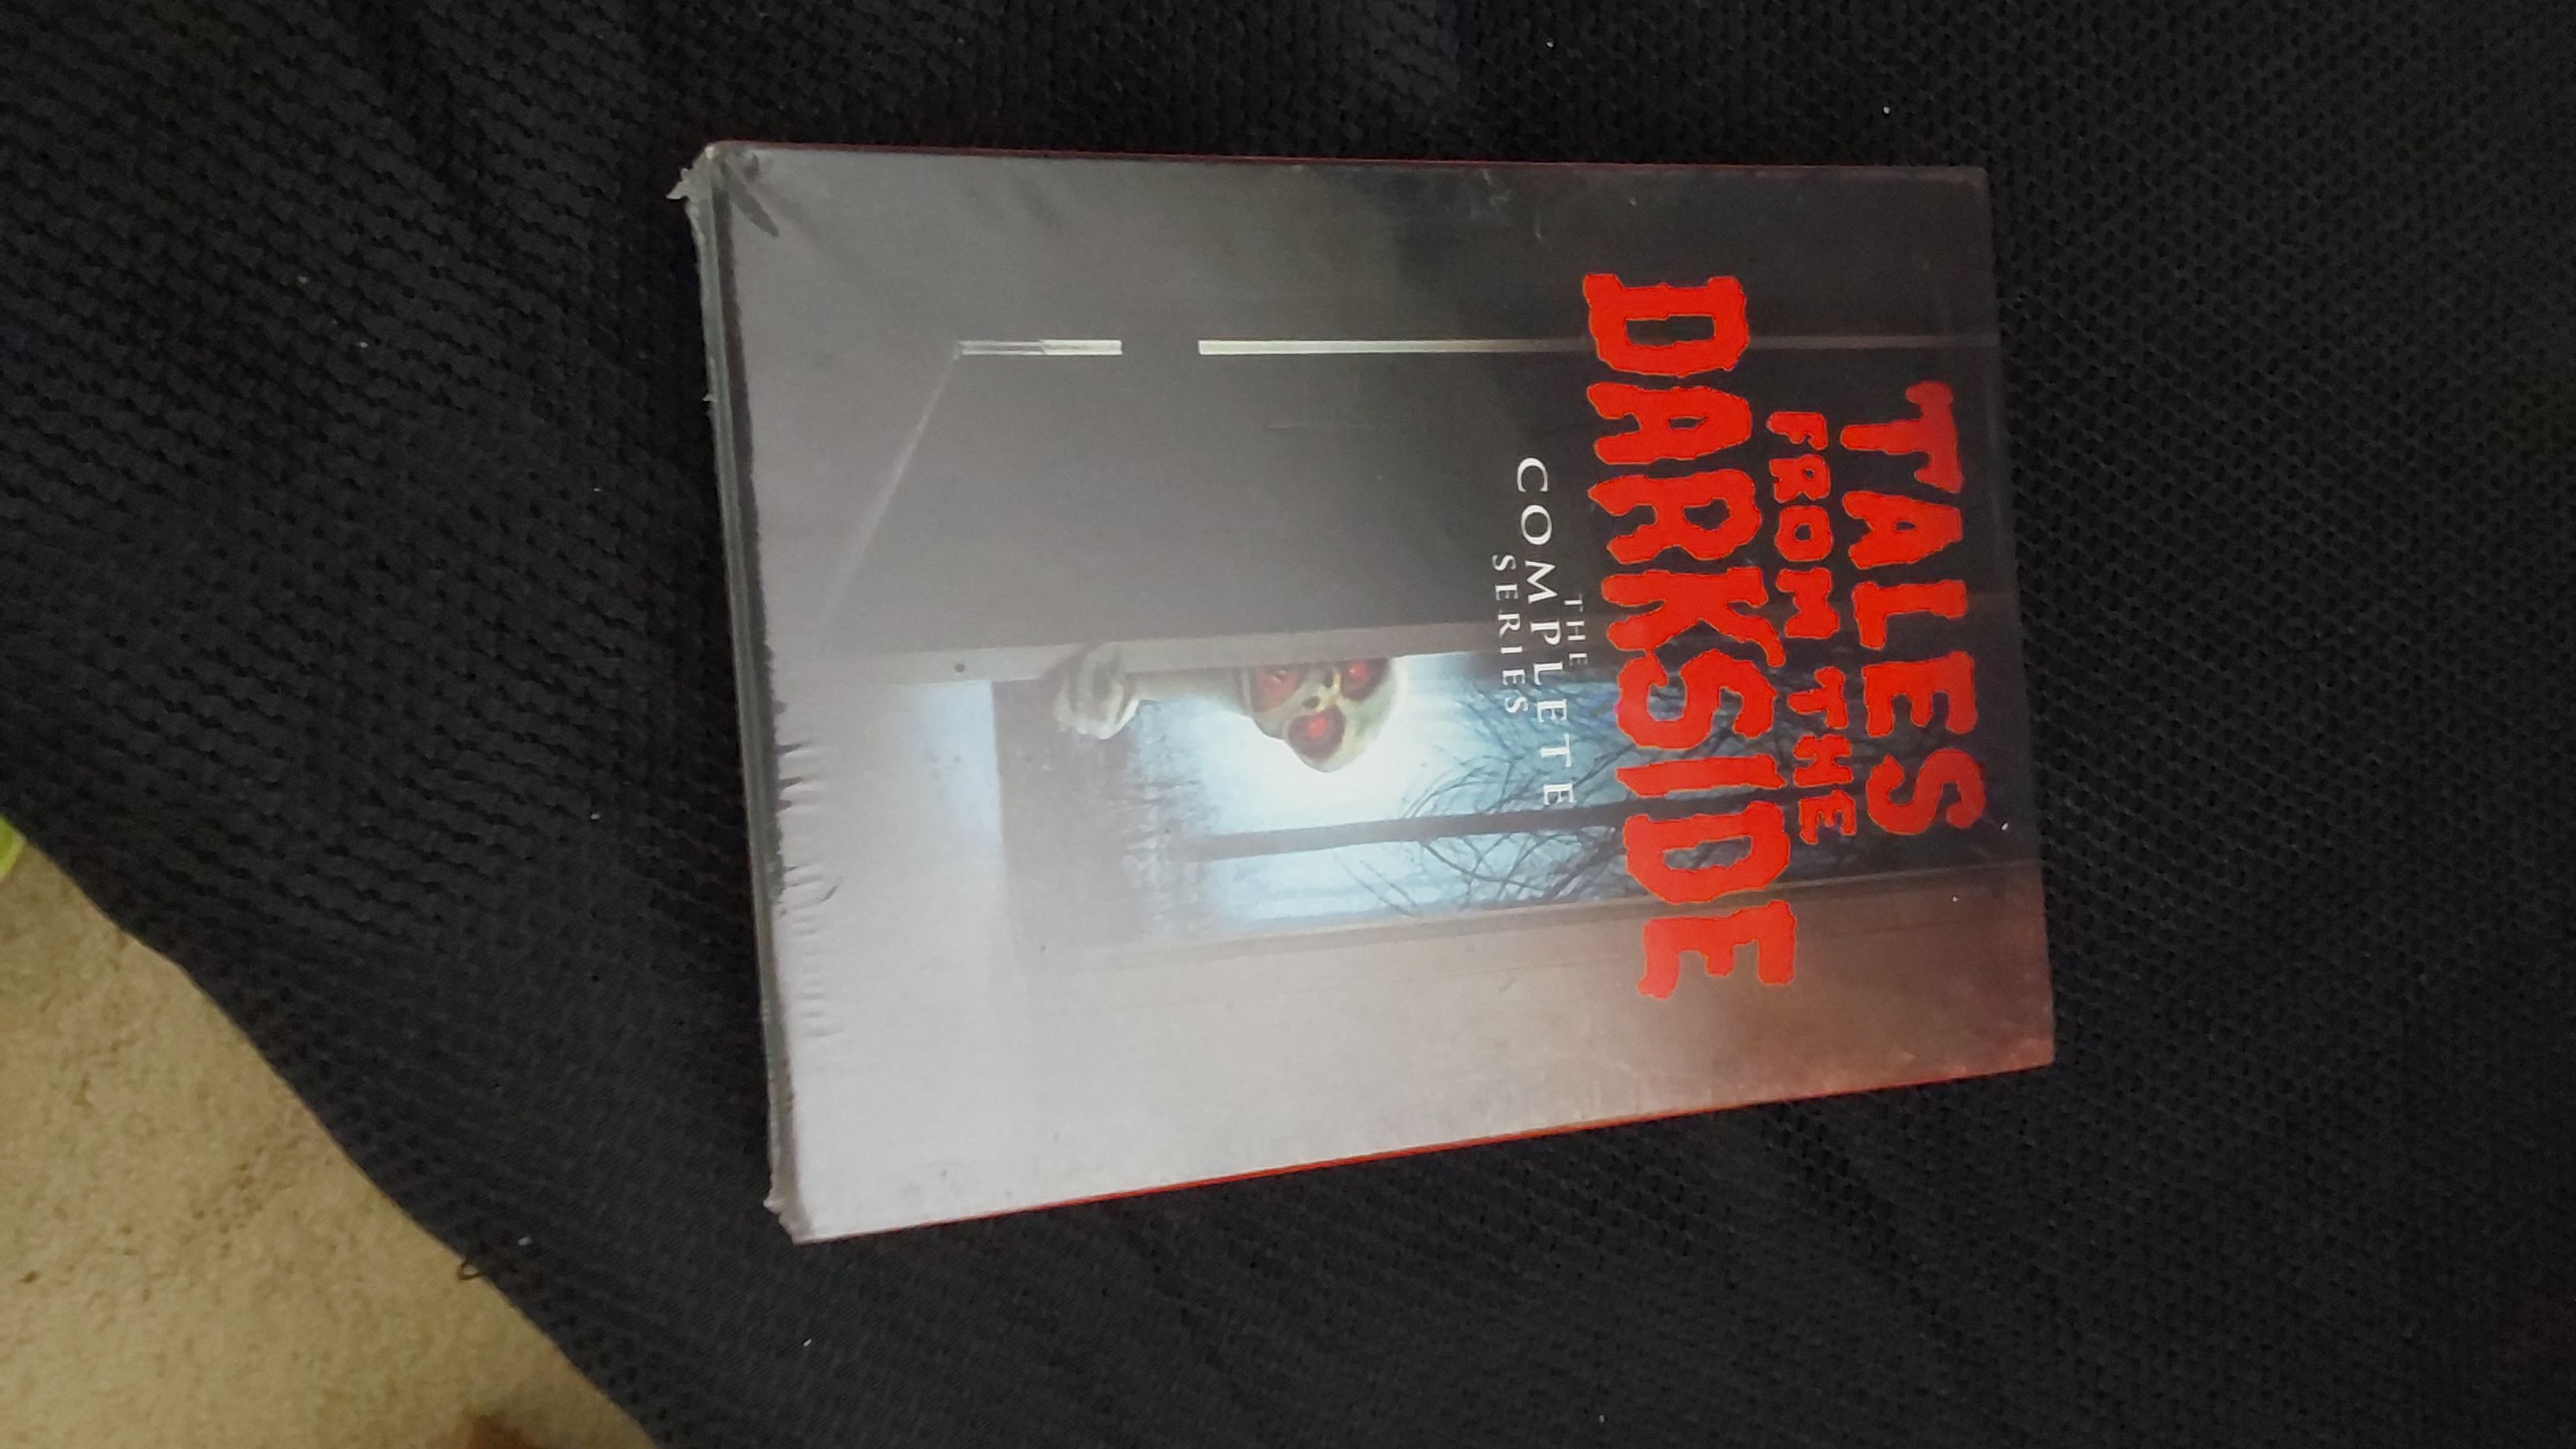 TALES
FROM THE
DARKSIDE
THE
COMPLETE
SERIES